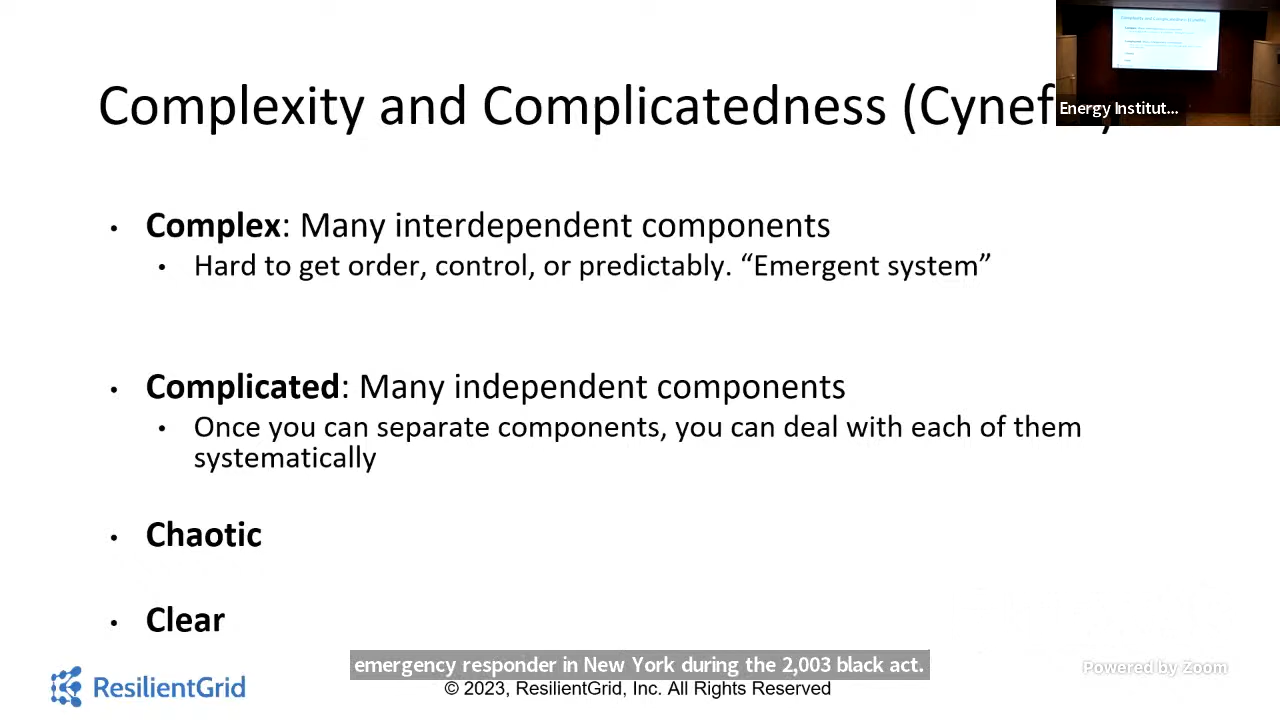 Complexity and Complicatedness (Cynef
Energy Institut...
• Complex: Many interdependent components
• Hard to get order, control, or predictably. “Emergent system”
• Complicated: Many independent components
• Once you can separate components, you can deal with each of them
systematically
• Chaotic
• Clear
emergency responder in New York during the 2,003 black act.
ResilientGrid
© 2023, ResilientGrid, Inc. All Rights Reserved
Powered by Zoom